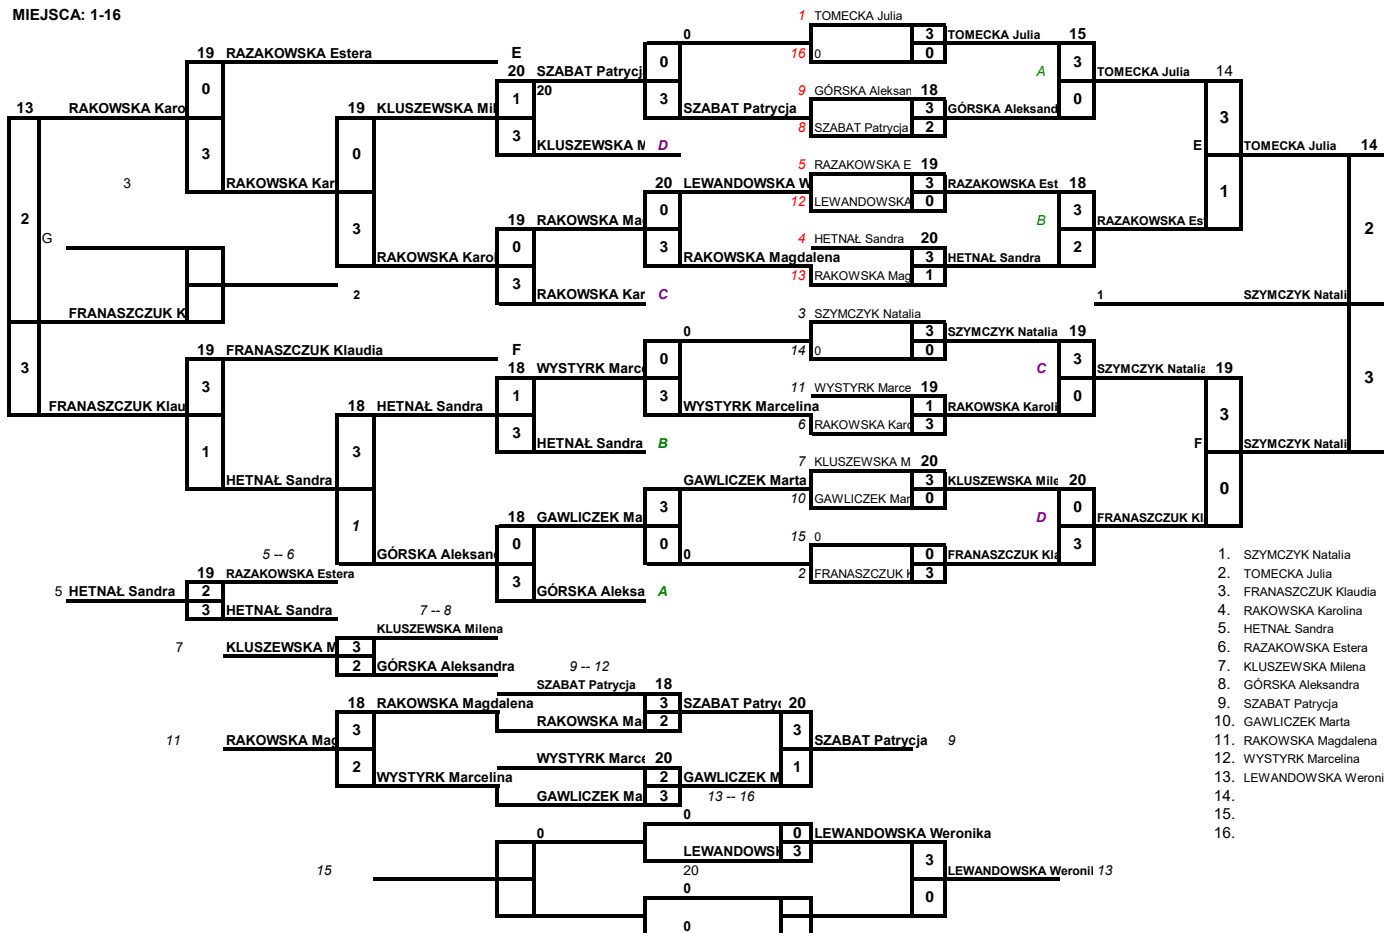 MIEJSCA: 1-16
1 TOMECKA Julia
0 3 TOMECKA Julia 15
19 RAZAKOWSKA Estera E 16 0 0
0 20 SZABAT Patrycj 0 A 3 TOMECKA Julia 14
0 1 20 3 9 GÓRSKA Aleksan 18 0
13 RAKOWSKA Karo 19 KLUSZEWSKA Mil SZABAT Patrycja 3 GÓRSKA Aleksand 3
3 8 SZABAT Patrycja 2
3 0 KLUSZEWSKA M D E TOMECKA Julia 14
5 RAZAKOWSKA E 19
3 RAKOWSKA Kar 20 LEWANDOWSKA W 3 RAZAKOWSKA Est 18 1
2 3 19 RAKOWSKA Ma 0 12 LEWANDOWSKA 0 B 3 RAZAKOWSKA Es 2
G 0 3 4 HETNAŁ Sandra 20 2
RAKOWSKA Karo RAKOWSKA Magdalena 3 HETNAŁ Sandra
3 13 RAKOWSKA Mag 1
2 RAKOWSKA Kar C 1 SZYMCZYK Natali
FRANASZCZUK K 3 SZYMCZYK Natalia
0 3 SZYMCZYK Natalia 19
19 FRANASZCZUK Klaudia F 0 14 0 0 3
3 18 WYSTYRK Marce C SZYMCZYK Natalia 19
3 1 3 11 WYSTYRK Marce 19 0 3
FRANASZCZUK Klau 18 HETNAŁ Sandra WYSTYRK Marcelina 1 RAKOWSKA Karoli 3
3 6 RAKOWSKA Karo 3
1 3 HETNAŁ Sandra B F SZYMCZYK Natali
7 KLUSZEWSKA M 20
HETNAŁ Sandra GAWLICZEK Marta 3 KLUSZEWSKA Mile 20 0
3 10 GAWLICZEK Mar 0 0
1 18 GAWLICZEK Ma D FRANASZCZUK Kl
0 0 15 0 3
5 -- 6 GÓRSKA Aleksan 0 0 FRANASZCZUK Kla 1. SZYMCZYK Natalia
19 RAZAKOWSKA Estera 3 2 FRANASZCZUK K 3 2. TOMECKA Julia
5 HETNAŁ Sandra 2 GÓRSKA Aleksa A 3. FRANASZCZUK Klaudia
3 HETNAŁ Sandra 7 -- 8 4. RAKOWSKA Karolina
KLUSZEWSKA Milena 5. HETNAŁ Sandra
7 KLUSZEWSKA M 3 6. RAZAKOWSKA Estera
2 GÓRSKA Aleksandra 9 -- 12 7. KLUSZEWSKA Milena
SZABAT Patrycja 18 8. GÓRSKA Aleksandra
18 RAKOWSKA Magdalena 3 SZABAT Patryc 20 9. SZABAT Patrycja
3 RAKOWSKA Ma 2 3 10. GAWLICZEK Marta
11 RAKOWSKA Mag SZABAT Patrycja 9 11. RAKOWSKA Magdalena
2 WYSTYRK Marce 20 1 12. WYSTYRK Marcelina
WYSTYRK Marcelina 2 GAWLICZEK M 13. LEWANDOWSKA Weroni
GAWLICZEK Ma 3 13 -- 16 14.
0 15.
0 0 LEWANDOWSKA Weronika 16.
LEWANDOWSK 3 3
15 20 LEWANDOWSKA Weronil 13
0 0
0